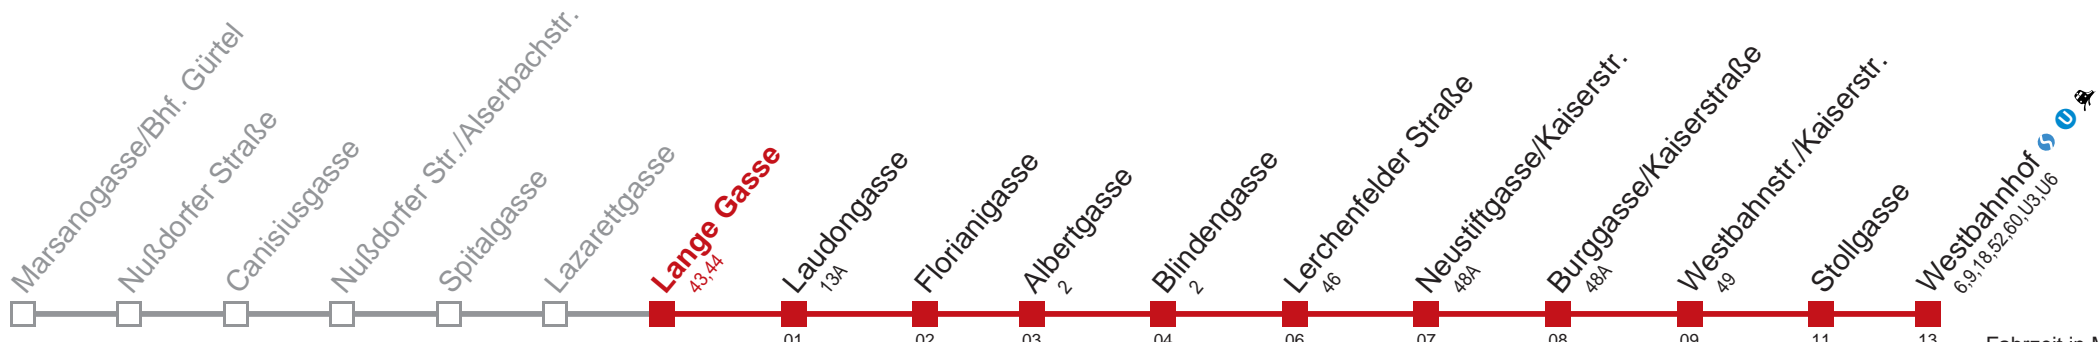 Marsanogasse/Bhf. Gürtel
Nußdorfer Straße
Canisiusgasse
Nußdorfer Str./Alserbachstr.
Spitalgasse
Lazarettgasse
Lange Gasse
43,44
Laudongasse
13A
Florianigasse
Albertgasse
2
Blindengasse
2
Lerchenfelder Straße
46
Neustiftgasse/Kaiserstr.
48A
Burggasse/Kaiserstraße
48A
Westbahnstr./Kaiserstr.
49
Stollgasse
Westbahnhof S U
6,9,18,52,60,U3,U6
01 02 03 04 06 07 08 09 11 13
Fahrzeit in